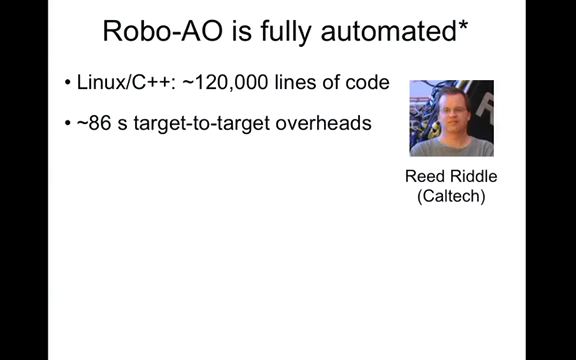 Robo-AO is fully automated*
• Linux/C++: ~120,000 lines of code
• ~86 s target-to-target overheads
Reed Riddle
(Caltech)